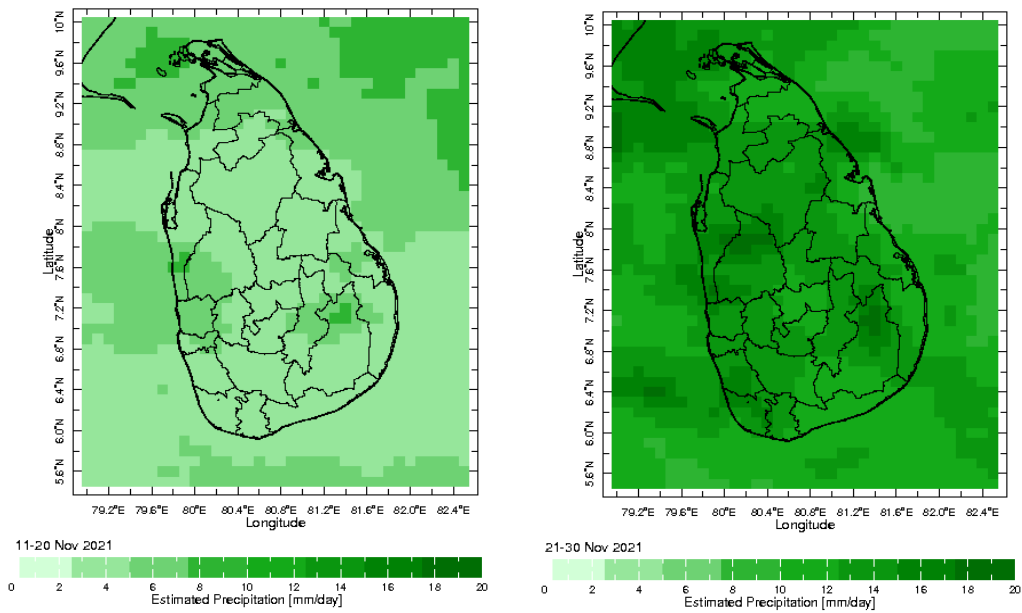 10°N
9.6°N
9.2°N
8.8°N
8.4°N
8°N
7.6°N
7.2°N
6.8°N
6.4°N
6.0°N
5.6°N
Latitude
79.2°E 79.6°E 80°E 80.4°E 80.8°E 81.2°E 81.6°E 82.0°E 82.4°E
Longitude
11-20 Nov 2021
0 2 4 6 8 10 12 14 16 18 20
Estimated Precipitation [mm/day]
10°N
9.6°N
9.2°N
8.8°N
8.4°N
8°N
7.6°N
7.2°N
6.8°N
6.4°N
6.0°N
5.6°N
Latitude
79.2°E 79.6°E 80°E 80.4°E 80.8°E 81.2°E 81.6°E 82.0°E 82.4°E
Longitude
21-30 Nov 2021
0 2 4 6 8 10 12 14 16 18 20
Estimated Precipitation [mm/day]